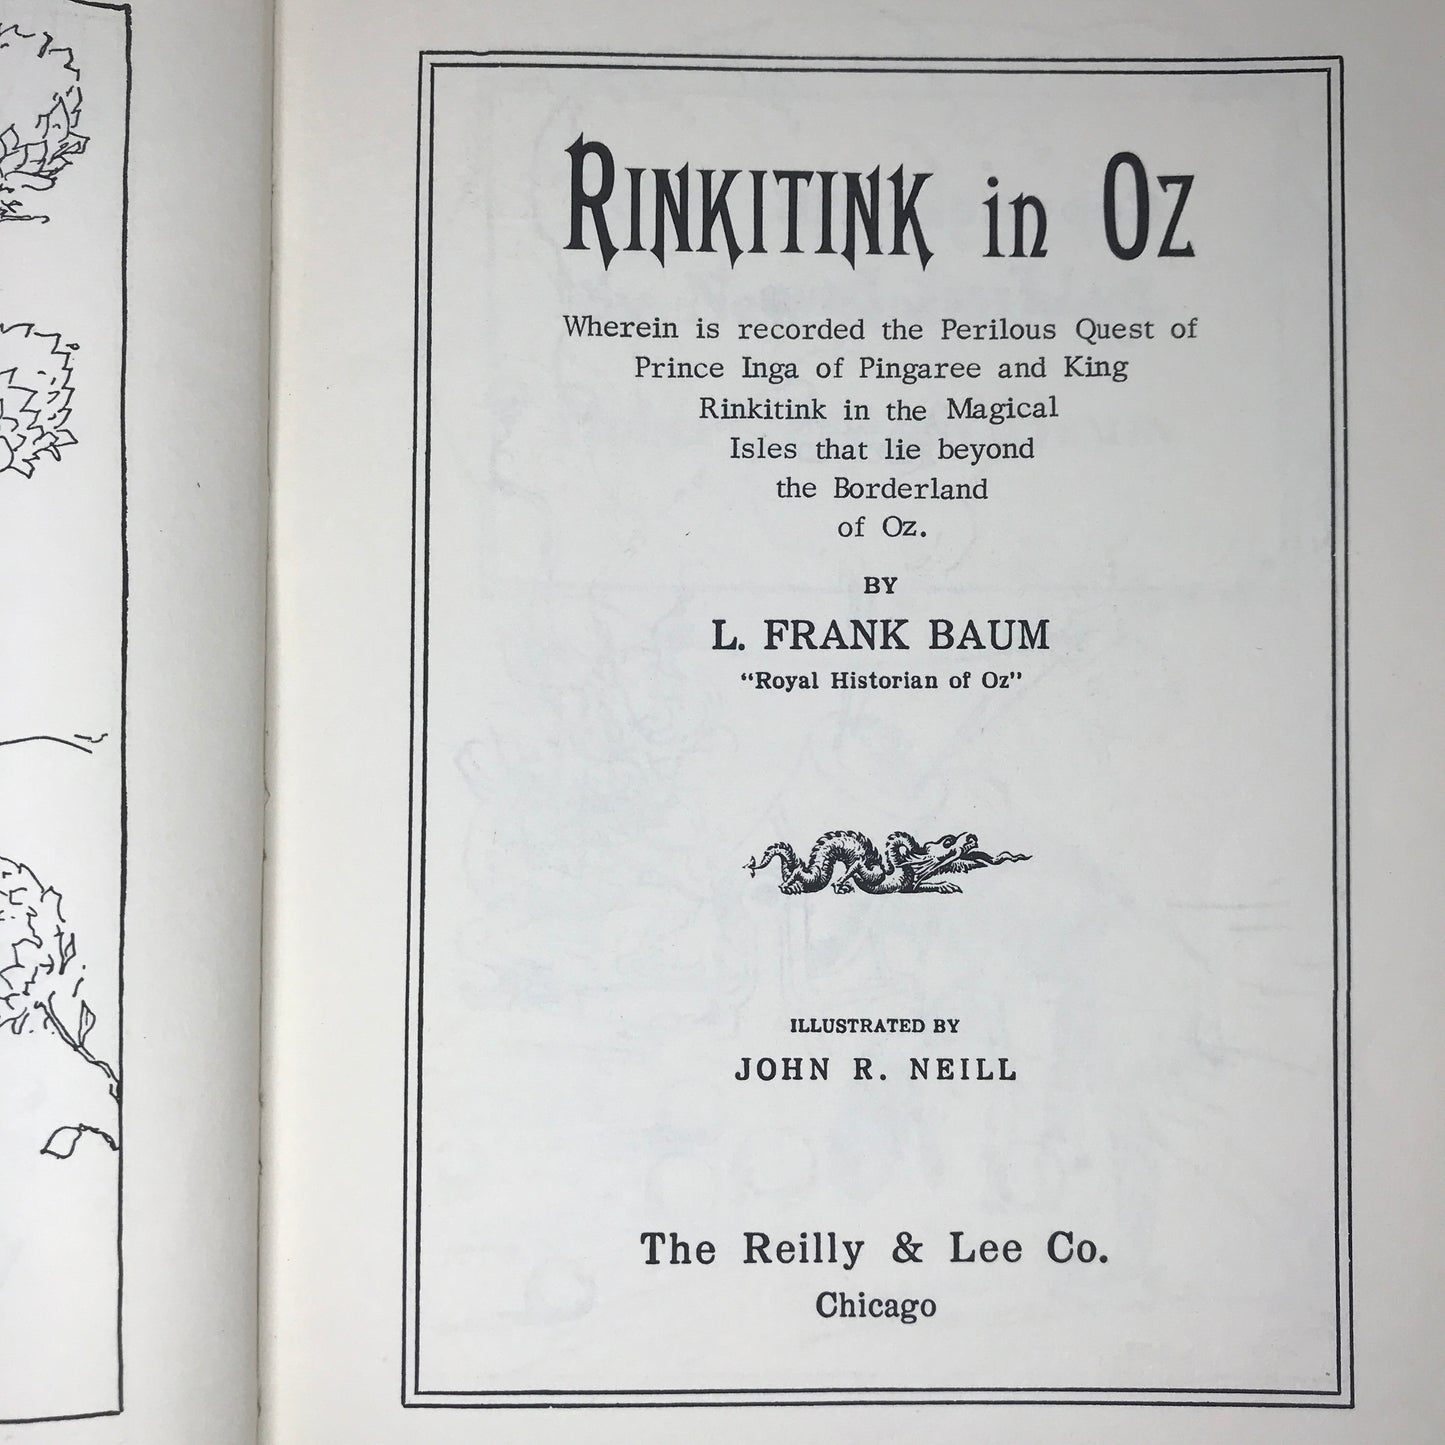 RINKITINK in OZ
Wherein is recorded the Perilous Quest of
Prince Inga of Pingaree and King
Rinkitink in the Magical
Isles that lie beyond
the Borderland
of Oz.
BY
L. FRANK BAUM
“Royal Historian of Oz”
ILLUSTRATED BY
JOHN R. NEILL
The Reilly & Lee Co.
Chicago